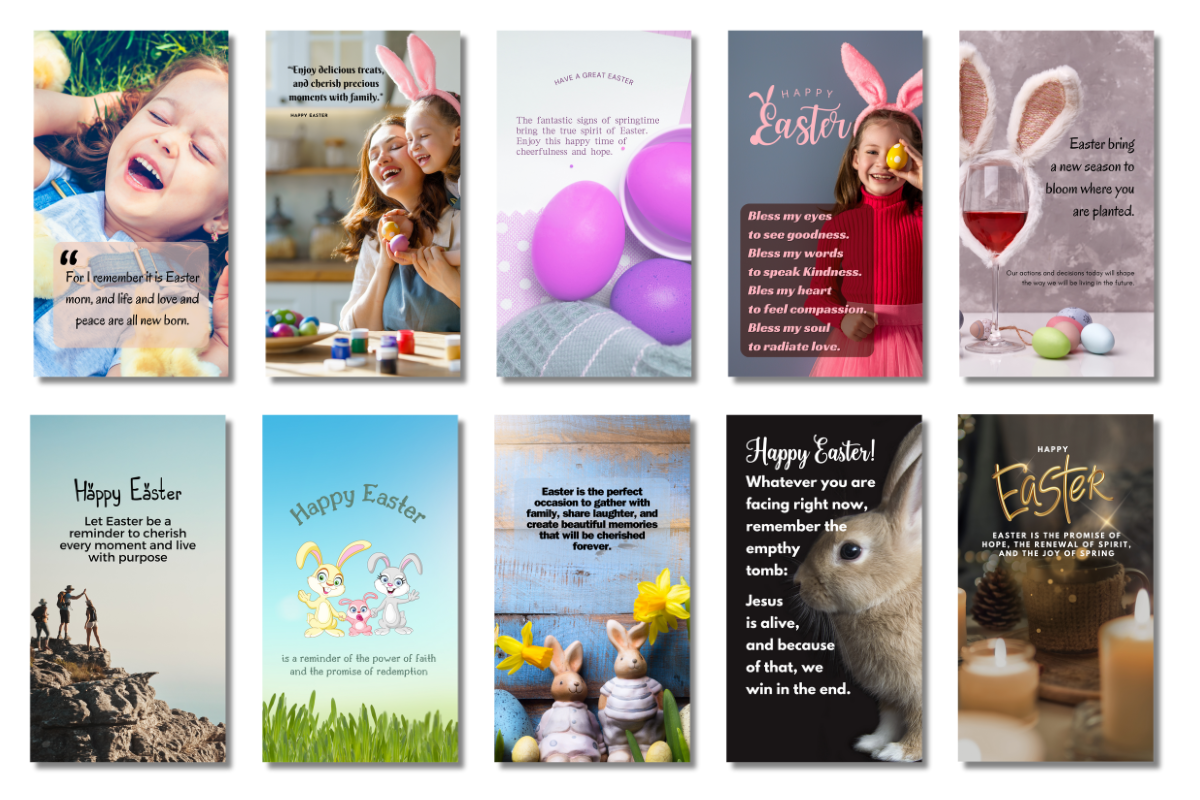 “
For I remember it is Easter
morn, and life and love and
peace are all new born.
“Enjoy delicious treats,
and cherish precious
moments with family.”
HAPPY EASTER
HAVE A GREAT EASTER
The fantastic signs of springtime
bring the true spirit of Easter.
Enjoy this happy time of
cheerfulness and hope.
HAPPY
Easter
Bless my eyes
to see goodness.
Bless my words
to speak Kindness.
Bles my heart
to feel compassion.
Bless my soul
to radiate love.
Easter bring
a new season to
bloom where you
are planted.
Our actions and decisions today will shape
the way we will be living in the future.
Happy Easter
Let Easter be a
reminder to cherish
every moment and live
with purpose
Happy Easter
is a reminder of the power of faith
and the promise of redemption
Easter is the perfect
occasion to gather with
family, share laughter, and
create beautiful memories
that will be cherished
forever.
Happy Easter!
Whatever you are
facing right now,
remember the
empthy
tomb:
Jesus
is alive,
and because
of that, we
win in the end.
HAPPY
Easter
EASTER IS THE PROMISE OF
HOPE, THE RENEWAL OF SPIRIT,
AND THE JOY OF SPRING